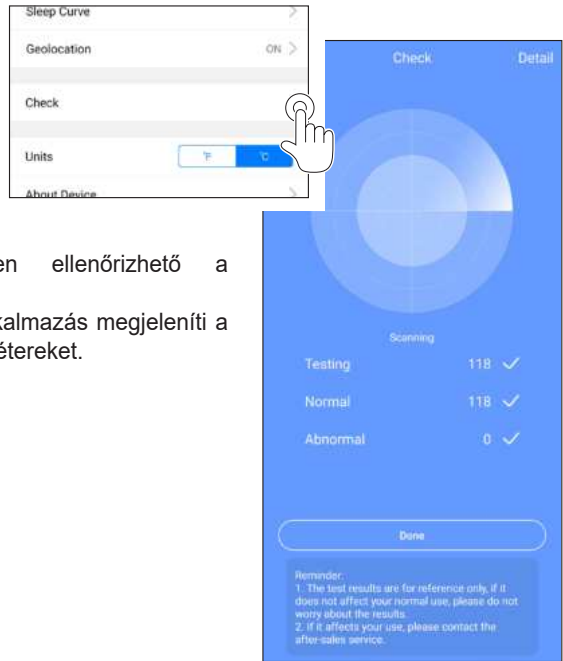 Sleep Curve
Geolocation ON
Check
Units °F °C
About Device
en ellenőrizhető a
kalmazás megjeleníti a
étereket.
Check Detail
Scanning
Testing 118
Normal 118
Abnormal 0
Done
Reminder:
1. The test results are for reference only, if it
does not affect your normal use, please do not
worry about the results.
2. If it affects your use, please contact the
after-sales service.